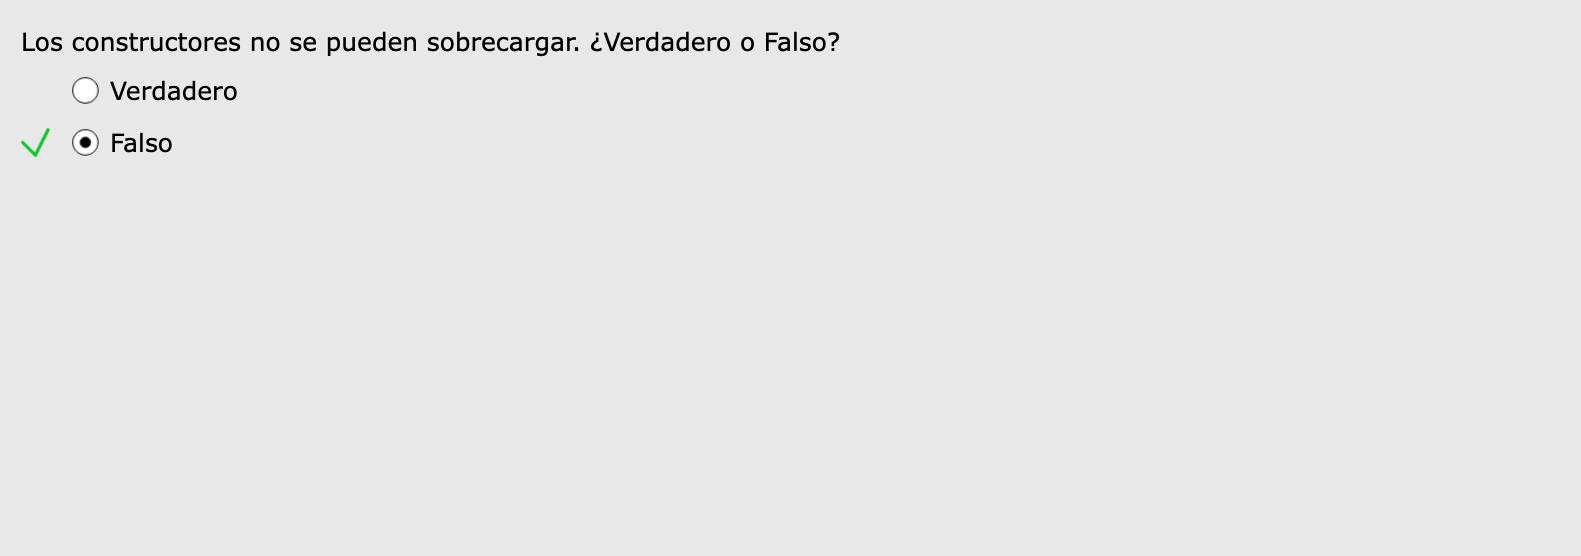 Los constructores no se pueden sobrecargar. ¿Verdadero o Falso?
Verdadero
Falso